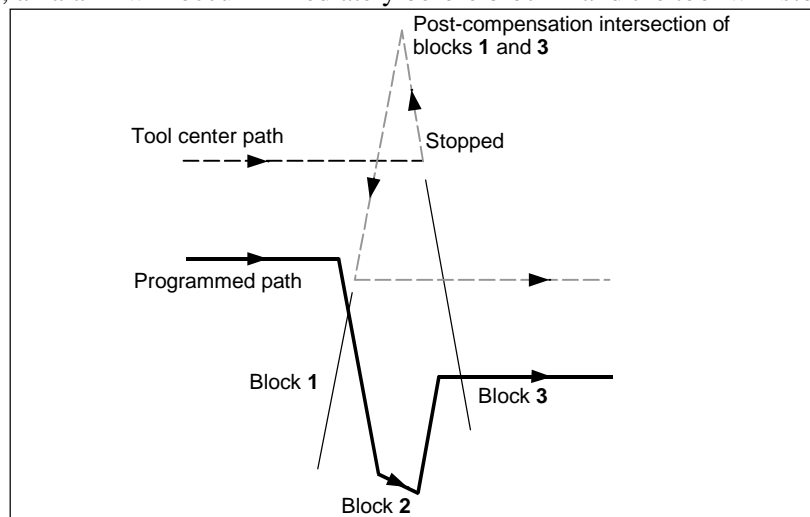 Post-compensation intersection of
blocks 1 and 3
Tool center path
Stopped
Programmed path
Block 1
Block 3
Block 2